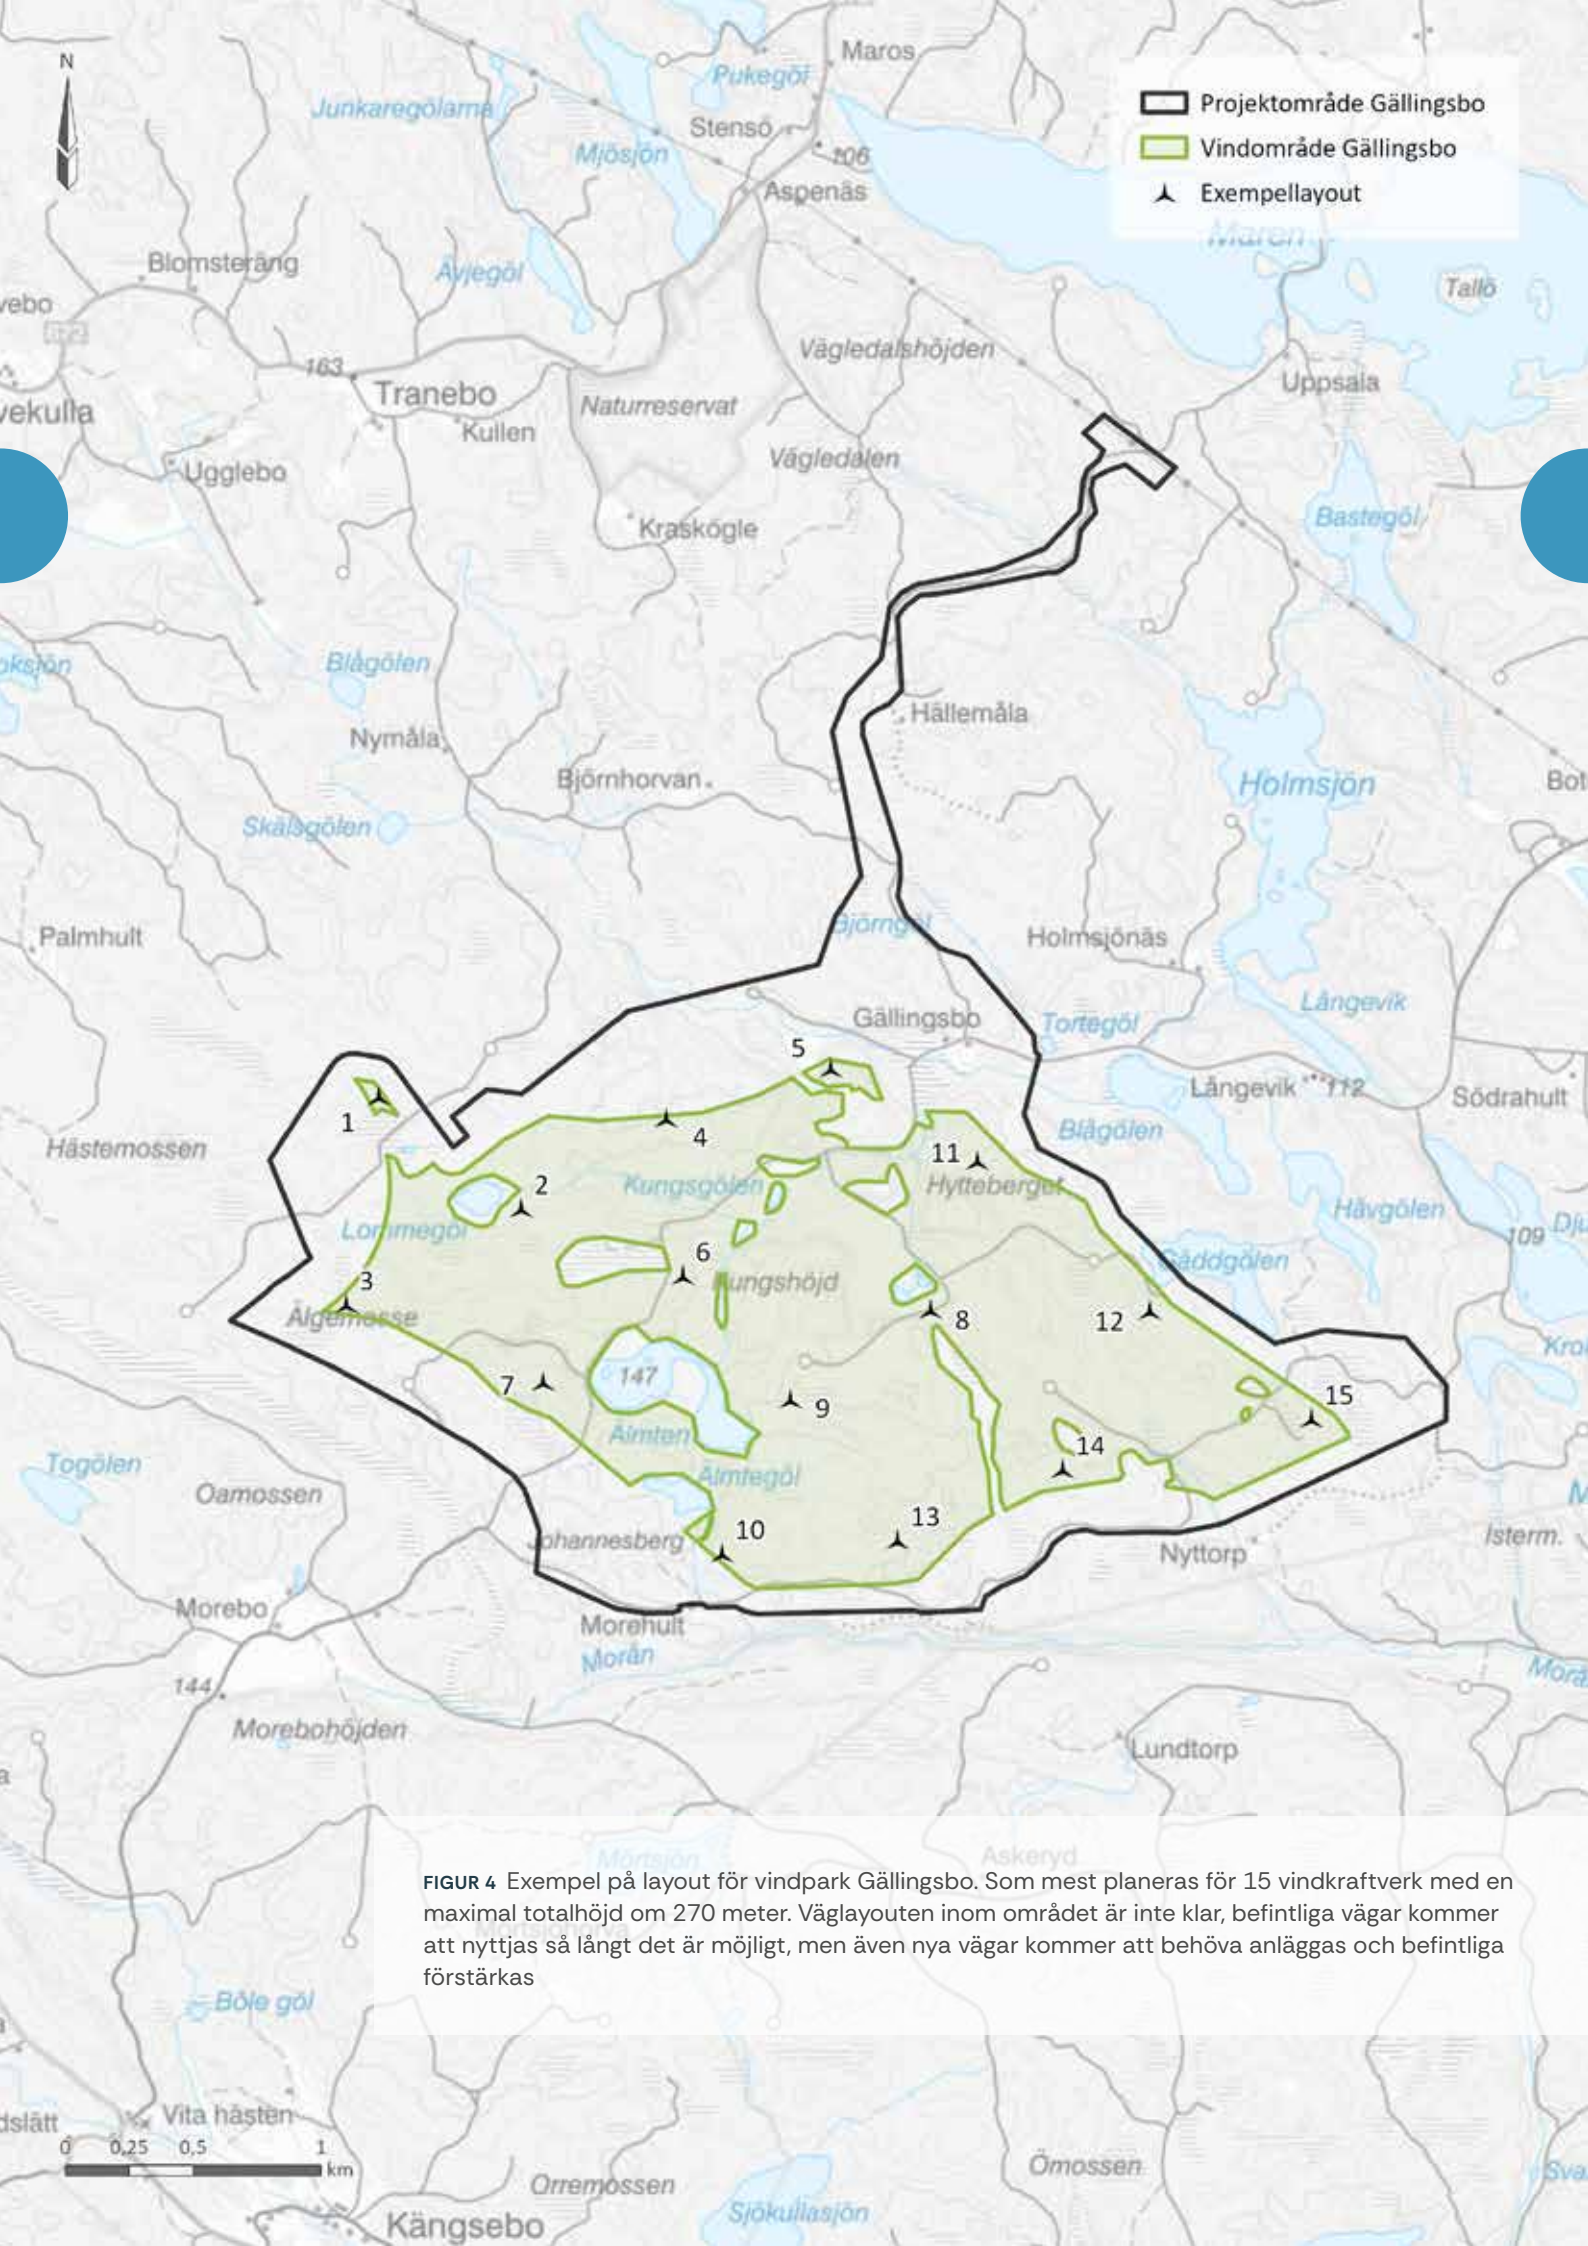 N
Maros
Pukegöl
Junkaregölarna
Stensö
Mjösjön
106
Aspenäs
Projektområde Gällingsbo
Vindområde Gällingsbo
Exempellayout
Maren
Blomsteräng
Ävjegöl
Tallö
Vägledalshöjden
163
Tranebo
Naturreservat
Uppsala
Kullen
Vägledalen
Ugglebo
Kraskögle
Bastegöl
Blågölen
Hällemåla
Nymåla
Björnhorvan
Holmsjön
Skälsgölen
Palmhult
Björngöl
Holmsjönäs
Långevik
Gällingsbo
Tortegöl
5
Långevik
112
Södrahult
1
4
Blågölen
Hästemossen
11
2
Kungsgölen
Hytteberget
Hävgölen
Lommegöl
109
6
Gäddgölen
3
Kungshöjd
Älgemosse
8
12
7
147
9
15
Älmten
14
Togölen
Älmtegöl
Oamossen
13
10
Johannesberg
Nyttorp
Isterm.
Morebo
Morehult
Morån
144
Morebohöjden
Lundtorp
Mörtsjön
Askeryd
FIGUR 4 Exempel på layout för vindpark Gällingsbo. Som mest planeras för 15 vindkraftverk med en
maximal totalhöjd om 270 meter. Väglayouten inom området är inte klar, befintliga vägar kommer
att nyttjas så långt det är möjligt, men även nya vägar kommer att behöva anläggas och befintliga
förstärkas
Böle göl
Vita hästen
0 0,25 0,5 1
km
Orremossen
Ömossen
Sjökullasjön
Kängsebo